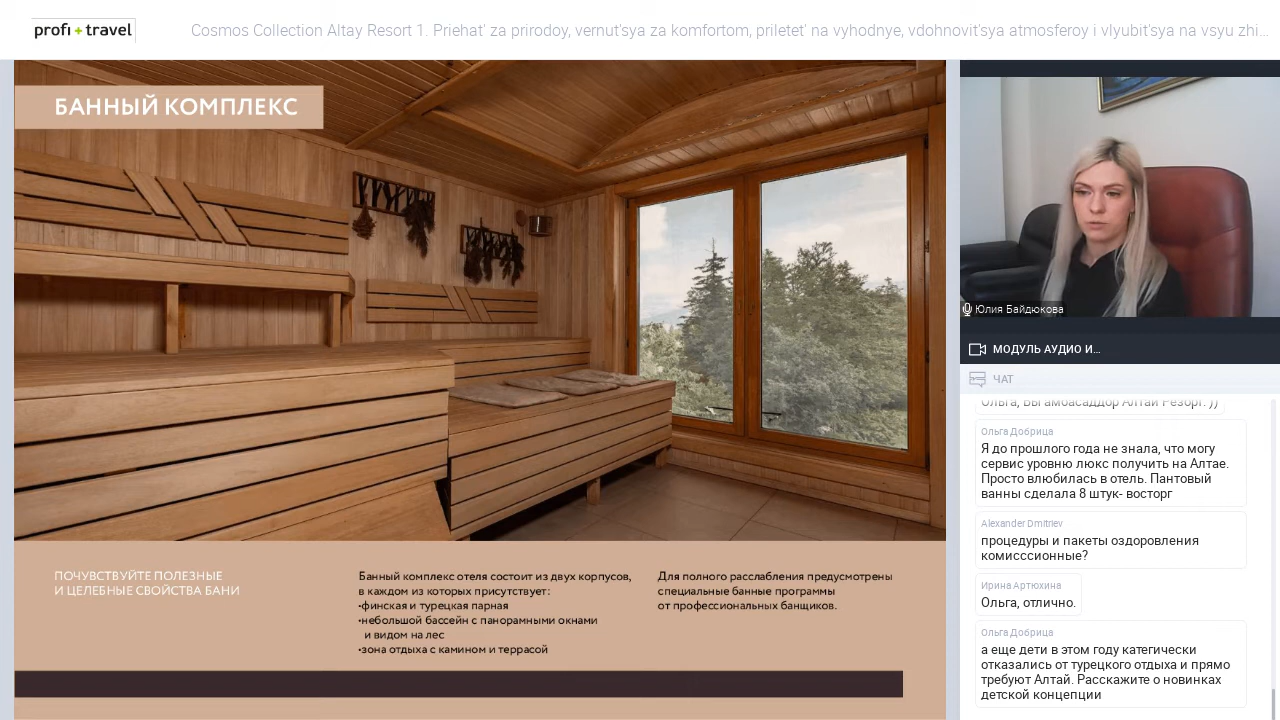 profi + travel
Cosmos Collection Altay Resort 1. Priehat' za prirodoy, vernut'sya za komfortom, priletet' na vyhodnye, vdohnovit'sya atmosferoy i vlyubit'sya na vsyu zhi...
БАННЫЙ КОМПЛЕКС
ПОЧУВСТВУЙТЕ ПОЛЕЗНЫЕ
И ЦЕЛЕБНЫЕ СВОЙСТВА БАНИ
Банный комплекс отеля состоит из двух корпусов,
в каждом из которых присутствует:
•финская и турецкая парная
•небольшой бассейн с панорамными окнами
и видом на лес
•зона отдыха с камином и террасой
Для полного расслабления предусмотрены
специальные банные программы
от профессиональных банщиков.
Юлия Байдюкова
МОДУЛЬ АУДИО И...
ЧАТ
Ольга, Вы амбасаддор Алтай Резорт. ))
Ольга Добрица
Я до прошлого года не знала, что могу
сервис уровню люкс получить на Алтае.
Просто влюбилась в отель. Пантовый
ванны сделала 8 штук- восторг
Alexander Dmitriev
процедуры и пакеты оздоровления
комисссионные?
Ирина Артюхина
Ольга, отлично.
Ольга Добрица
а еще дети в этом году категически
отказались от турецкого отдыха и прямо
требуют Алтай. Расскажите о новинках
детской концепции